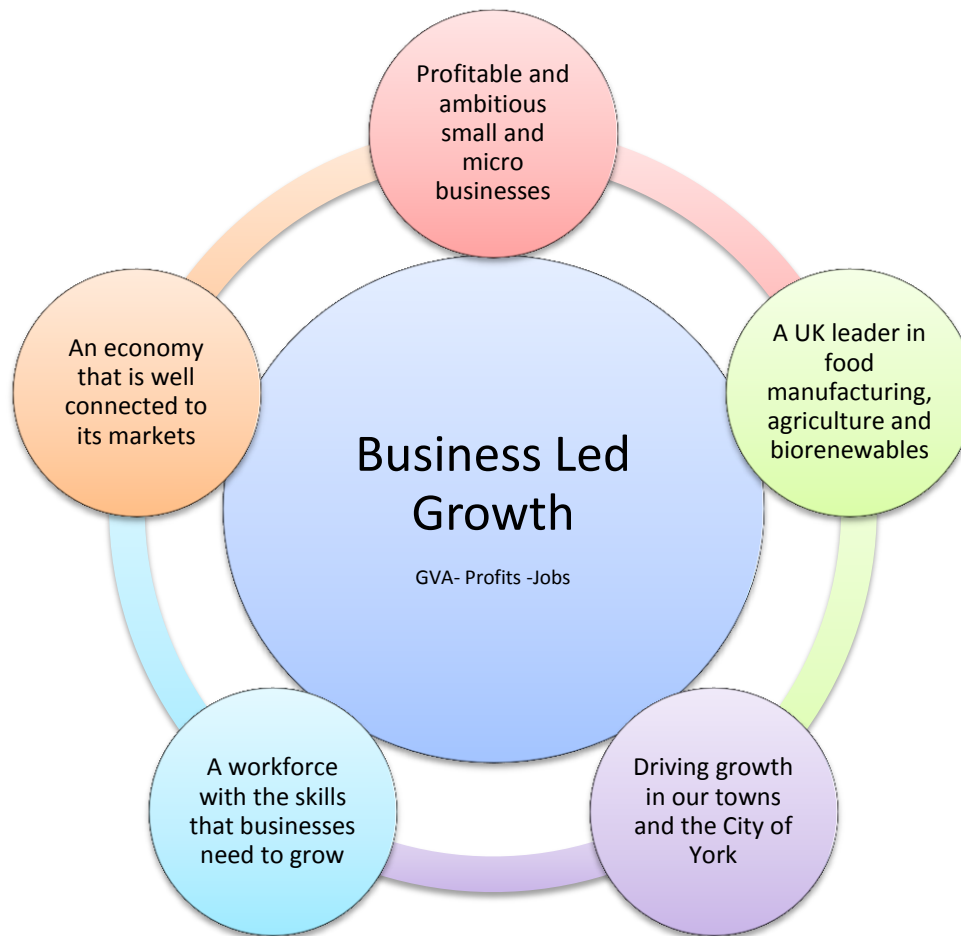 Profitable and
ambitious
small and
micro
businesses
An economy
that is well
connected to
its markets
A UK leader in
food
manufacturing,
agriculture and
biorenewables
Business Led
Growth
GVA- Profits -Jobs
A workforce
with the skills
that businesses
need to grow
Driving growth
in our towns
and the City of
York